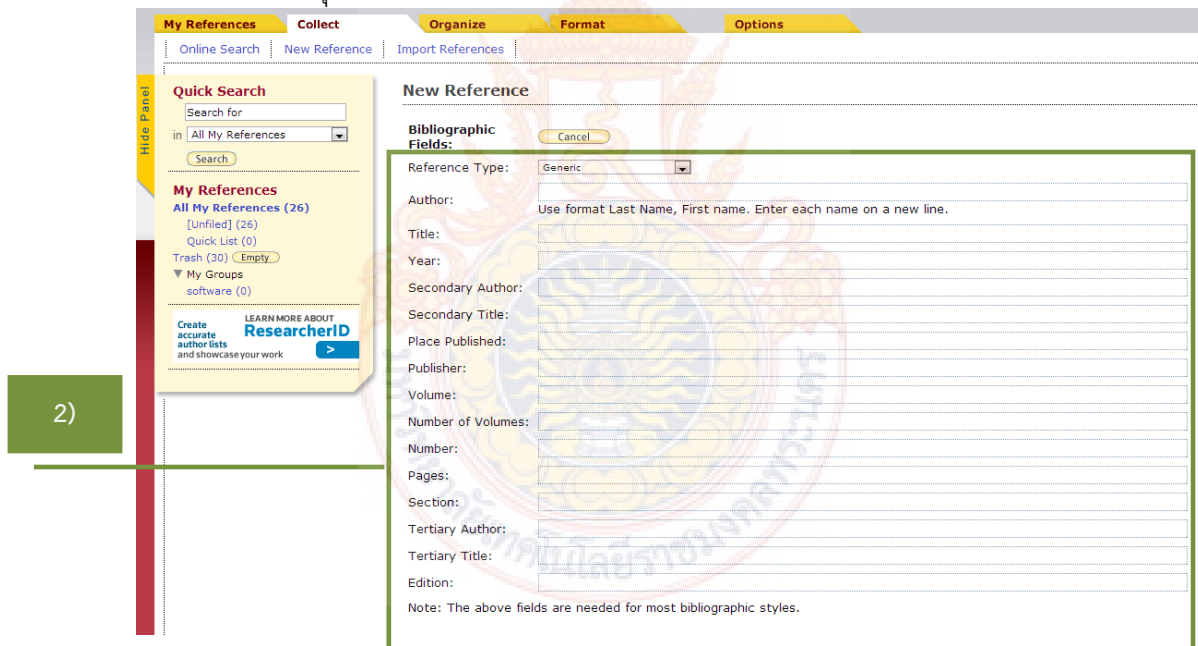 My References Collect Organize Format Options
Online Search New Reference Import References
Hide Panel
Quick Search
Search for
in All My References
Search
My References
All My References (26)
[Unfiled] (26)
Quick List (0)
Trash (30) Empty
▼ My Groups
software (0)
Create accurate author lists and showcase your work
LEARN MORE ABOUT
ResearcherID
>
2)
New Reference
Bibliographic Fields: Cancel
Reference Type: Generic
Author:
Use format Last Name, First name. Enter each name on a new line.
Title:
Year:
Secondary Author:
Secondary Title:
Place Published:
Publisher:
Volume:
Number of Volumes:
Number:
Pages:
Section:
Tertiary Author:
Tertiary Title:
Edition:
Note: The above fields are needed for most bibliographic styles.